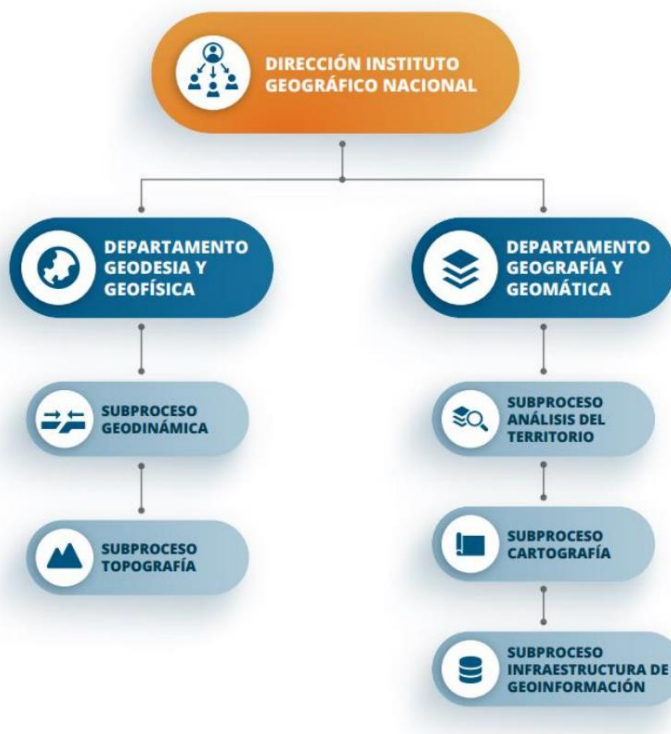 DIRECCIÓN INSTITUTO
GEOGRÁFICO NACIONAL
DEPARTAMENTO
GEODESIA Y
GEOFÍSICA
SUBPROCESO
GEODINÁMICA
SUBPROCESO
TOPOGRAFÍA
DEPARTAMENTO
GEOGRAFÍA Y
GEOMÁTICA
SUBPROCESO
ANÁLISIS DEL
TERRITORIO
SUBPROCESO
CARTOGRAFÍA
SUBPROCESO
INFRAESTRUCTURA DE
GEOINFORMACIÓN